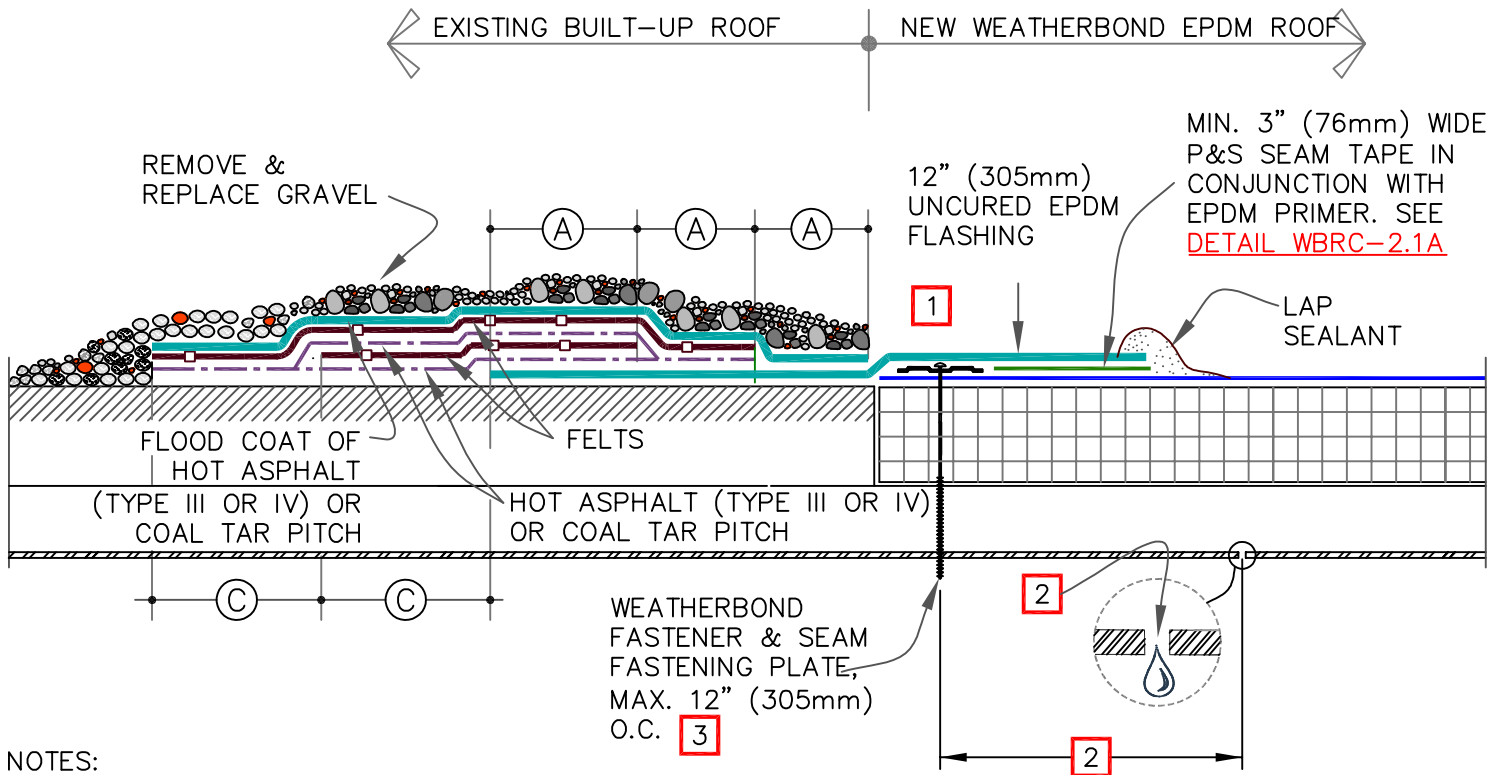 EXISTING BUILT-UP ROOF
NEW WEATHERBOND EPDM ROOF
REMOVE &
REPLACE GRAVEL
A
A
A
12" (305mm)
UNCURED EPDM
FLASHING
MIN. 3" (76mm) WIDE
P&S SEAM TAPE IN
CONJUNCTION WITH
EPDM PRIMER. SEE
DETAIL WBRC-2.1A
1
LAP
SEALANT
FLOOD COAT OF
HOT ASPHALT
(TYPE III OR IV) OR
COAL TAR PITCH
FELTS
HOT ASPHALT (TYPE III OR IV)
OR COAL TAR PITCH
C
C
WEATHERBOND
FASTENER & SEAM
FASTENING PLATE,
MAX. 12" (305mm)
O.C. 3
2
2
NOTES: